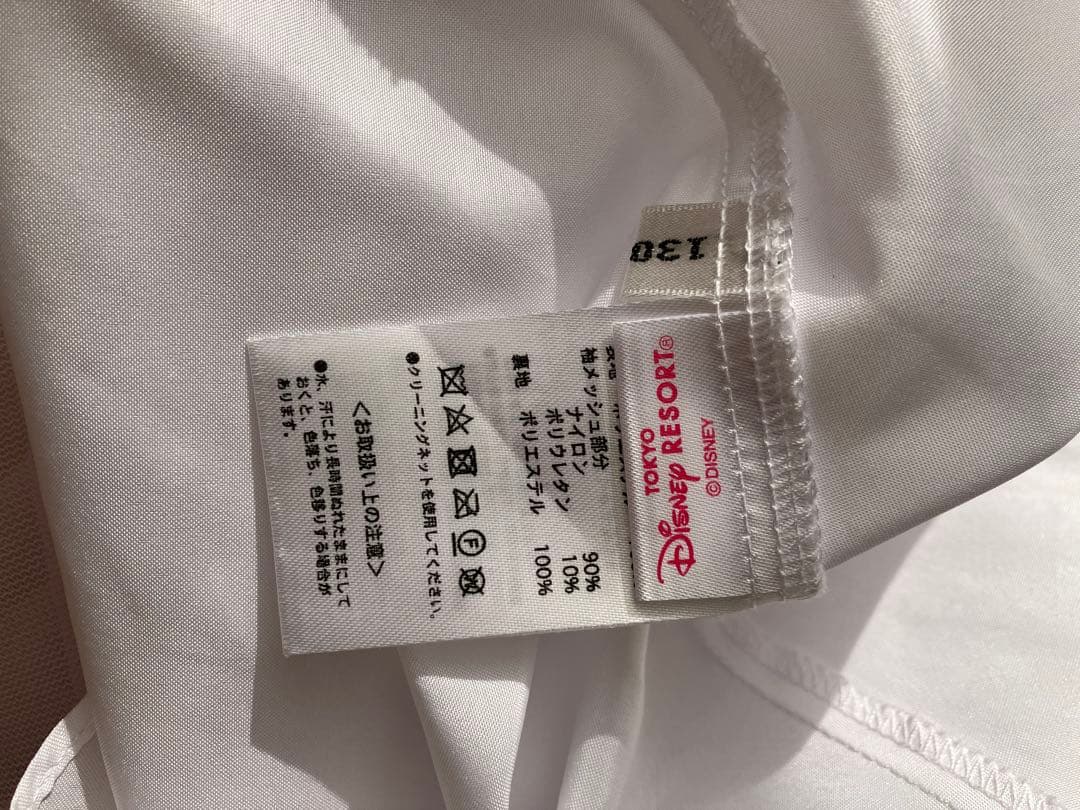 130
TOKYO
DISNEY RESORT®
©DISNEY
袖メッシュ部分
ナイロン 90%
ポリウレタン 10%
裏地 ポリエステル 100%
F
●クリーニングネットを使用してください。
<お取扱い上の注意>
●水、汗により長時間ぬれたままにして
おくと、色落ち、色移りする場合が
あります。